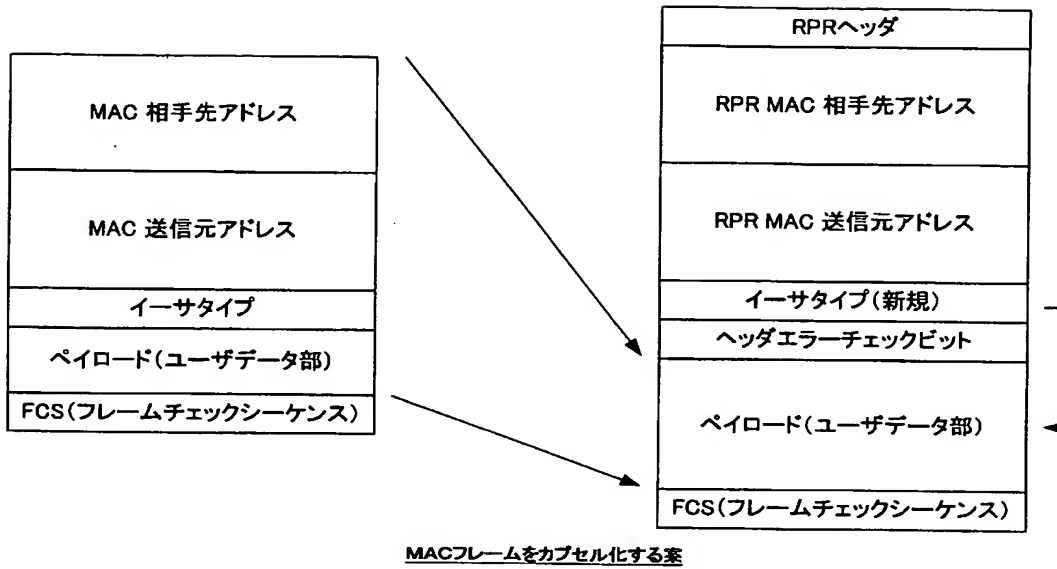 MAC 相手先アドレス
MAC 送信元アドレス
イーサタイプ
ペイロード(ユーザデータ部)
FCS(フレームチェックシーケンス)
RPRヘッダ
RPR MAC 相手先アドレス
RPR MAC 送信元アドレス
イーサタイプ(新規)
ヘッダエラーチェックビット
ペイロード(ユーザデータ部)
FCS(フレームチェックシーケンス)
MACフレームをカプセル化する案